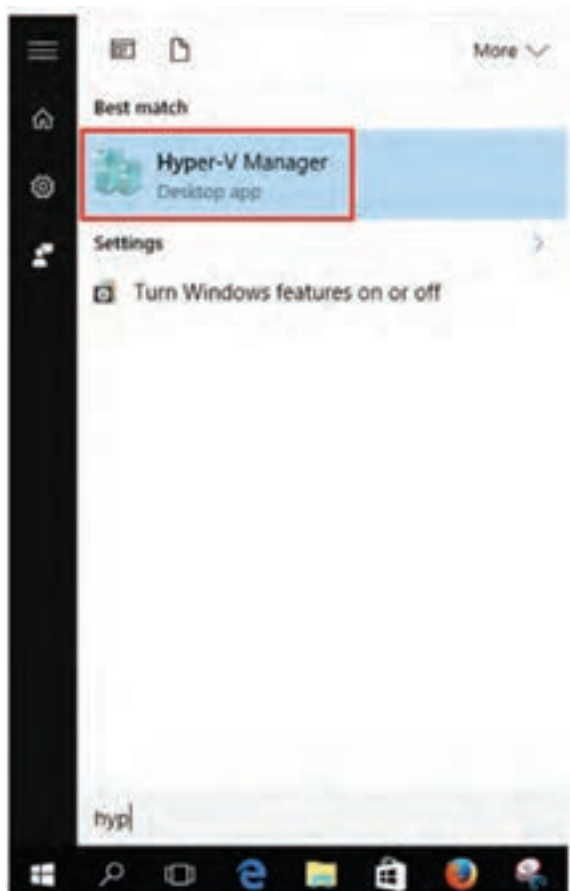 More
Best match
Hyper-V Manager
Desktop app
Settings
Turn Windows features on or off
hyp